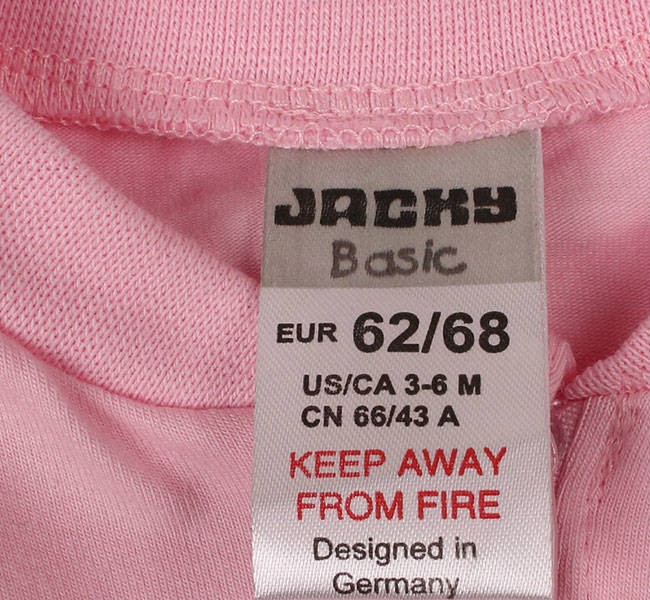 JACKY
Basic
EUR 62/68
US/CA 3-6 M
CN 66/43 A
KEEP AWAY
FROM FIRE
Designed in
Germany